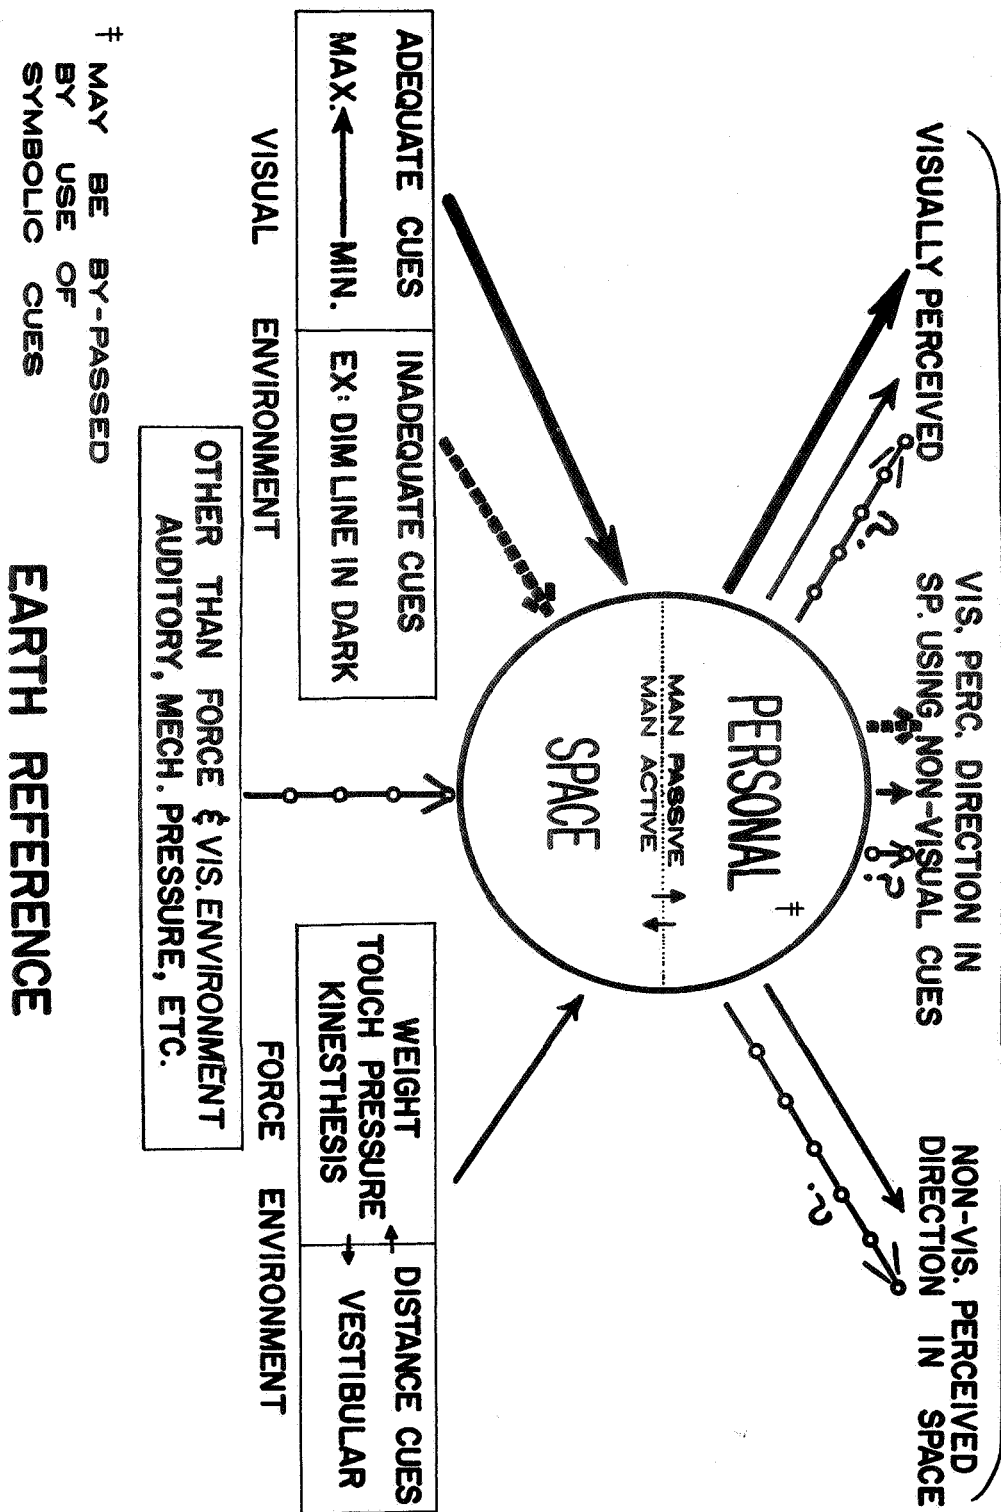 VISUALLY PERCEIVED
VIS. PERC. DIRECTION IN
SP. USING NON-VISUAL CUES
NON-VIS. PERCEIVED
DIRECTION IN SPACE
?
?
?
‡
PERSONAL
MAN PASSIVE
MAN ACTIVE
SPACE
ADEQUATE CUES
MAX. ← MIN.
INADEQUATE CUES
EX: DIM LINE IN DARK
VISUAL ENVIRONMENT
WEIGHT
TOUCH PRESSURE
KINESTHESIS
DISTANCE CUES
VESTIBULAR
FORCE ENVIRONMENT
OTHER THAN FORCE & VIS. ENVIRONMENT
AUDITORY, MECH. PRESSURE, ETC.
‡ MAY BE BY-PASSED
BY USE OF
SYMBOLIC CUES
EARTH REFERENCE